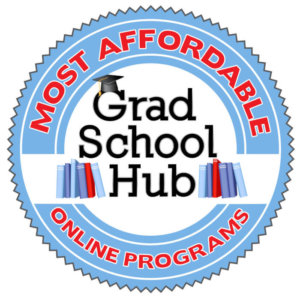 MOST AFFORDABLE
Grad
School
Hub
ONLINE PROGRAMS